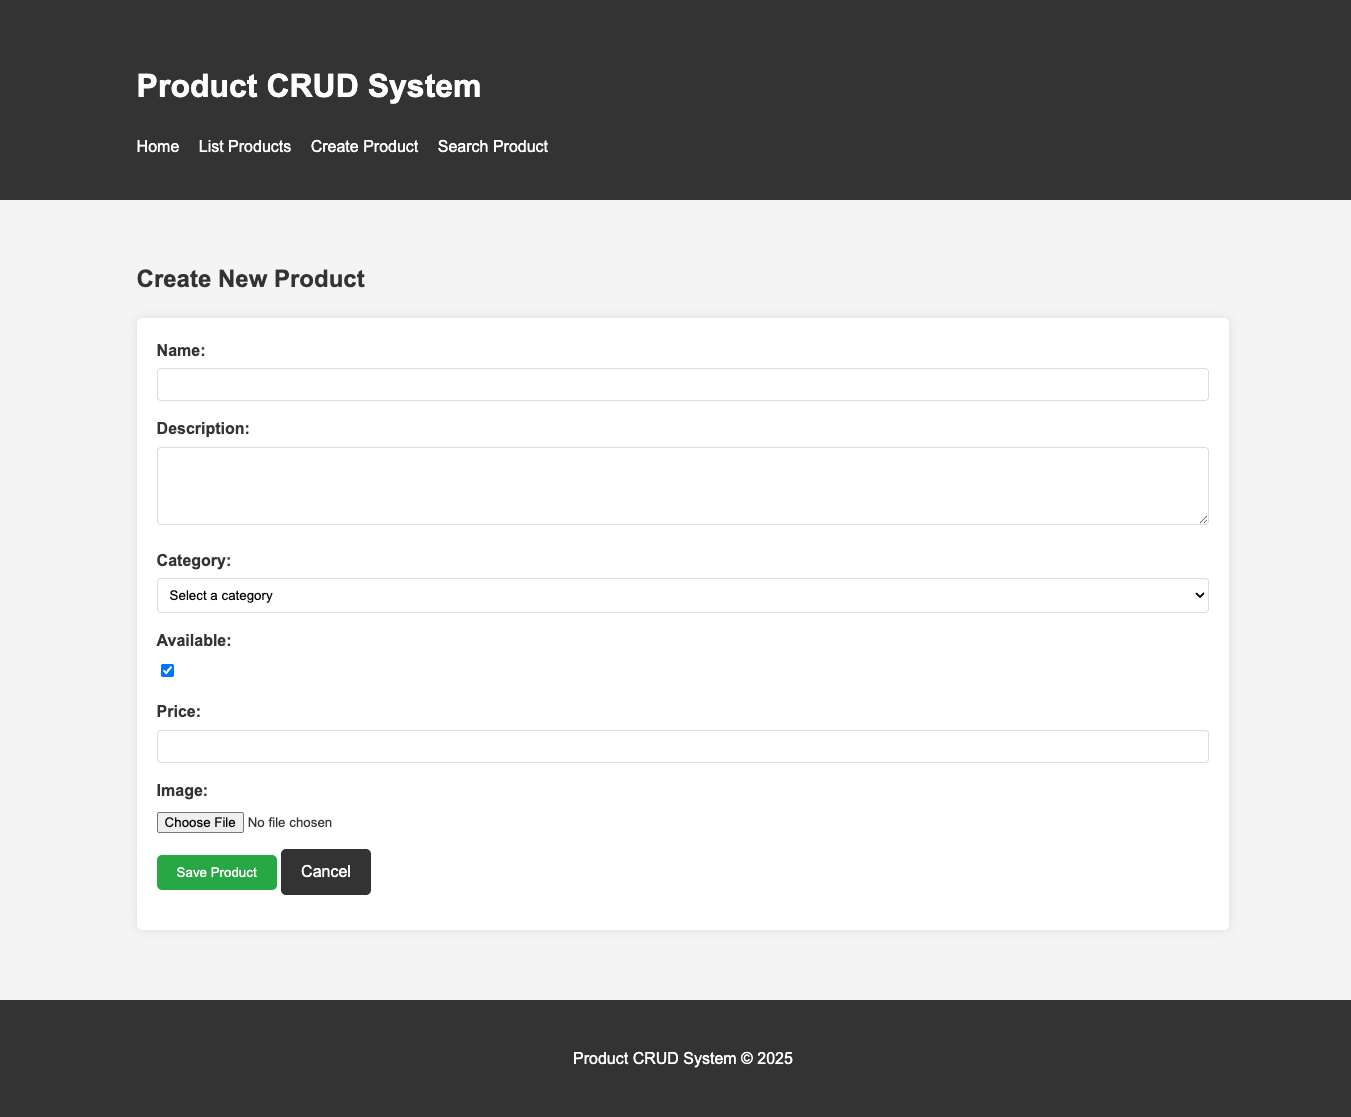 Product CRUD System
Home List Products Create Product Search Product
Create New Product
Name:
Description:
Category:
Select a category
Available:
Price:
Image:
Choose File No file chosen
Save Product Cancel
Product CRUD System © 2025